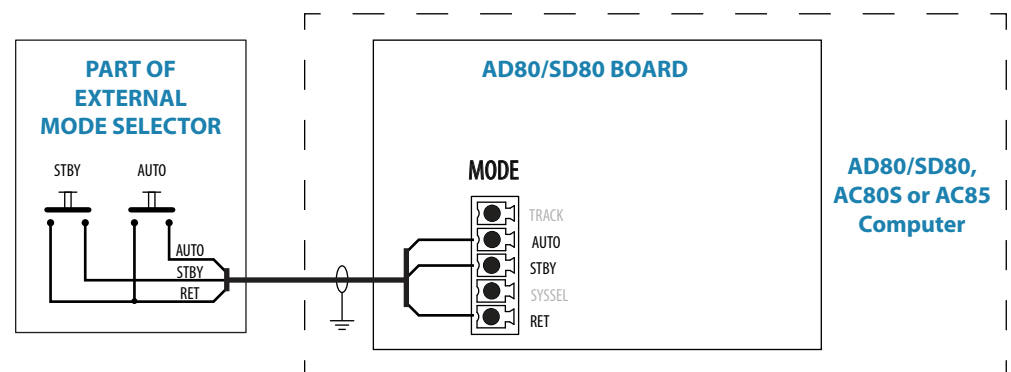 PART OF
EXTERNAL
MODE SELECTOR
STBY
AUTO
AUTO
STBY
RET
AD80/SD80 BOARD
MODE
TRACK
AUTO
STBY
SYSSEL
RET
AD80/SD80,
AC80S or AC85
Computer